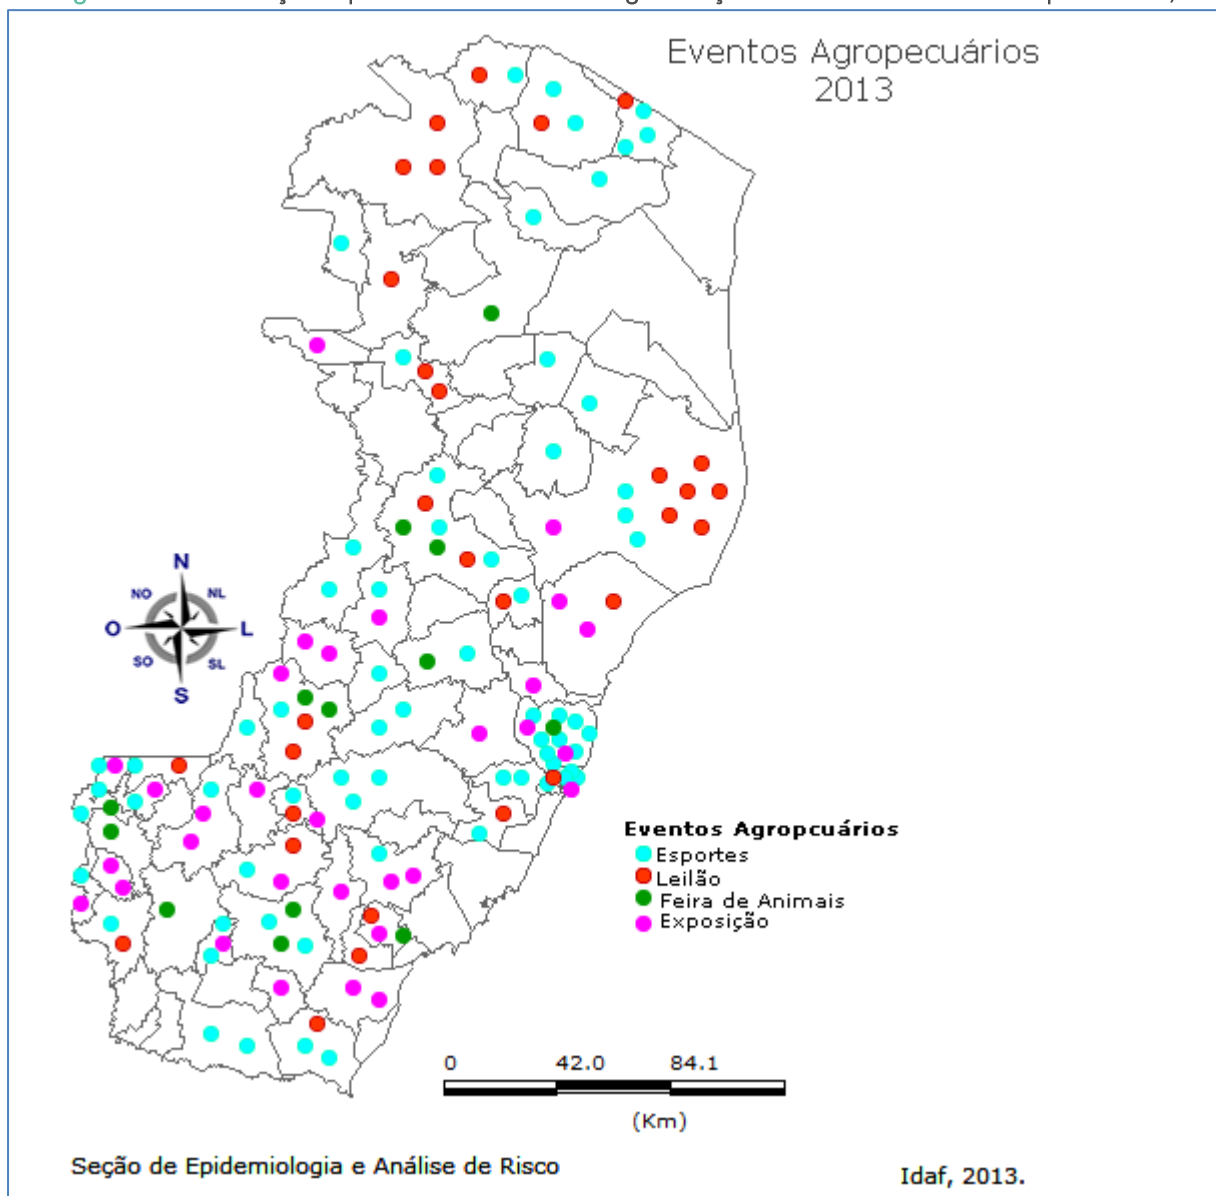 Eventos Agropecuários
2013
N
NO
NL
O
L
SO
SL
S
Eventos Agropcuários
Esportes
Leilão
Feira de Animais
Exposição
0 42.0 84.1
(Km)
Seção de Epidemiologia e Análise de Risco
Idaf, 2013.